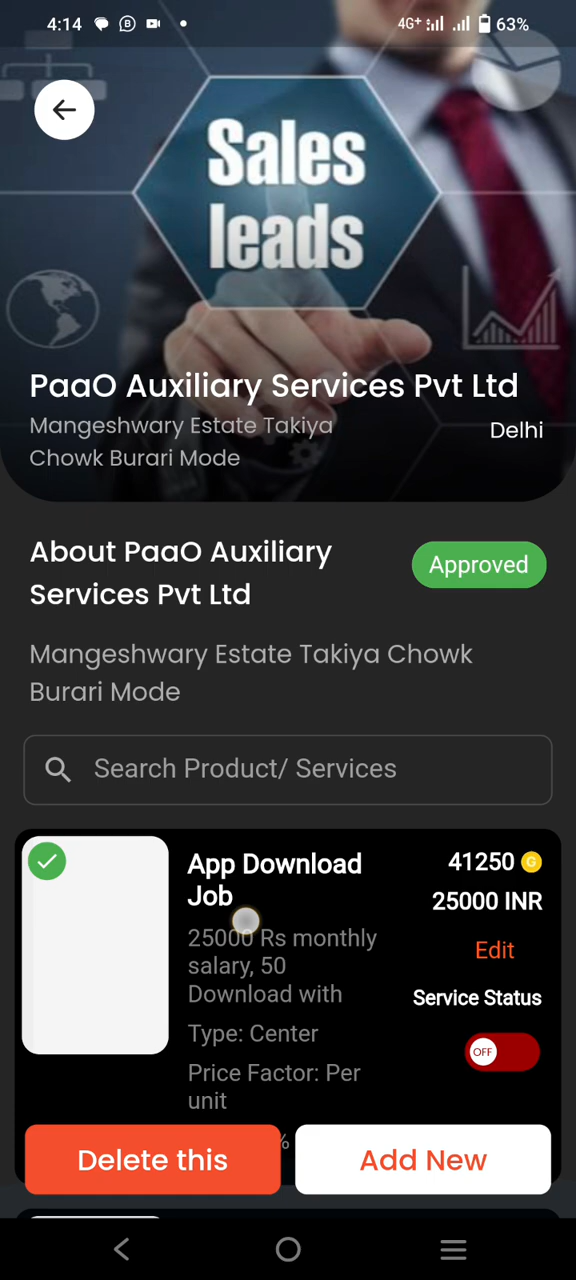 4:14
4G+
63%
Sales
leads
PaaO Auxiliary Services Pvt Ltd
Mangeshwary Estate Takiya
Chowk Burari Mode
Delhi
About PaaO Auxiliary
Services Pvt Ltd
Approved
Mangeshwary Estate Takiya Chowk
Burari Mode
Search Product/ Services
App Download
Job
41250 G
25000 INR
25000 Rs monthly
salary, 50
Download with
Edit
Service Status
Type: Center
OFF
Price Factor: Per
unit
%
Delete this
Add New